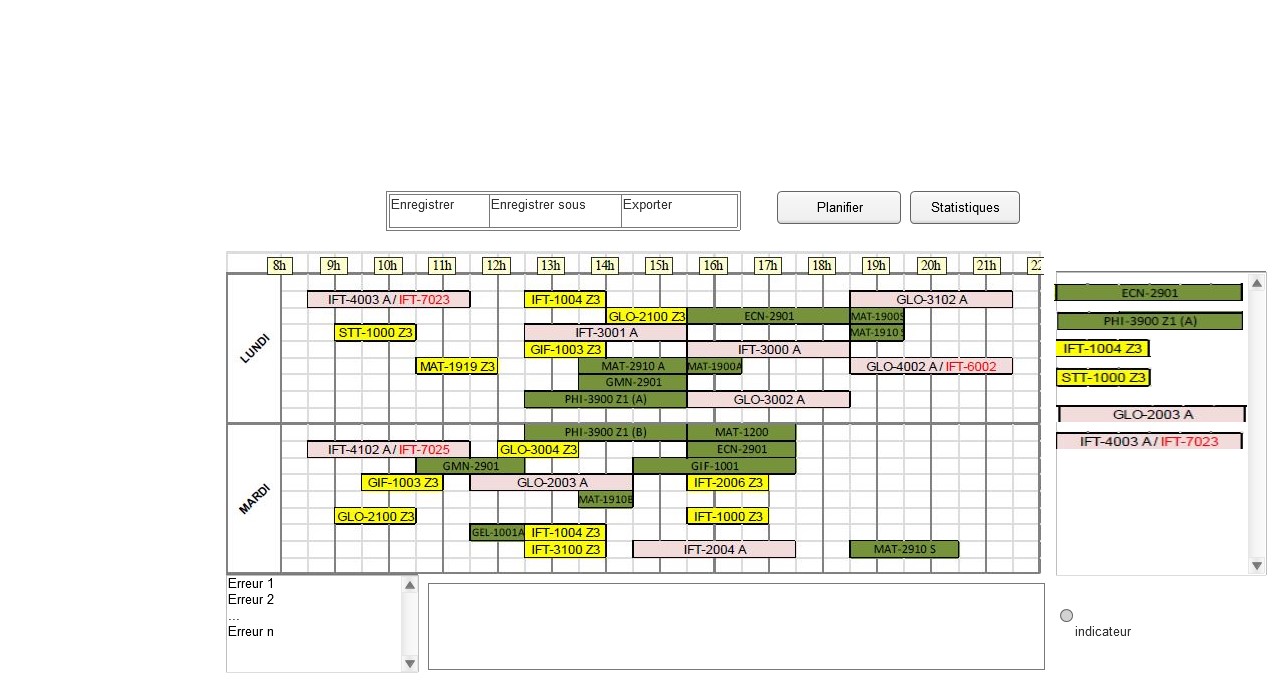 Enregistrer Enregistrer sous Exporter Planifier Statistiques
8h 9h 10h 11h 12h 13h 14h 15h 16h 17h 18h 19h 20h 21h 22
LUNDI
IFT-4003 A / IFT-7023 IFT-1004 Z3 GLO-3102 A
GLO-2100 Z3 ECN-2901 MAT-1900S
STT-1000 Z3 IFT-3001 A MAT-1910 S
GIF-1003 Z3 IFT-3000 A
MAT-1919 Z3 MAT-2910 A MAT-1900A GLO-4002 A / IFT-6002
GMN-2901
PHI-3900 Z1 (A) GLO-3002 A
MARDI
PHI-3900 Z1 (B) MAT-1200
IFT-4102 A / IFT-7025 GLO-3004 Z3 ECN-2901
GMN-2901 GIF-1001
GIF-1003 Z3 GLO-2003 A IFT-2006 Z3
MAT-1910B
GLO-2100 Z3 IFT-1000 Z3
GEL-1001A IFT-1004 Z3
IFT-3100 Z3 IFT-2004 A MAT-2910 S
ECN-2901
PHI-3900 Z1 (A)
IFT-1004 Z3
STT-1000 Z3
GLO-2003 A
IFT-4003 A / IFT-7023
Erreur 1
Erreur 2
...
Erreur n
indicateur